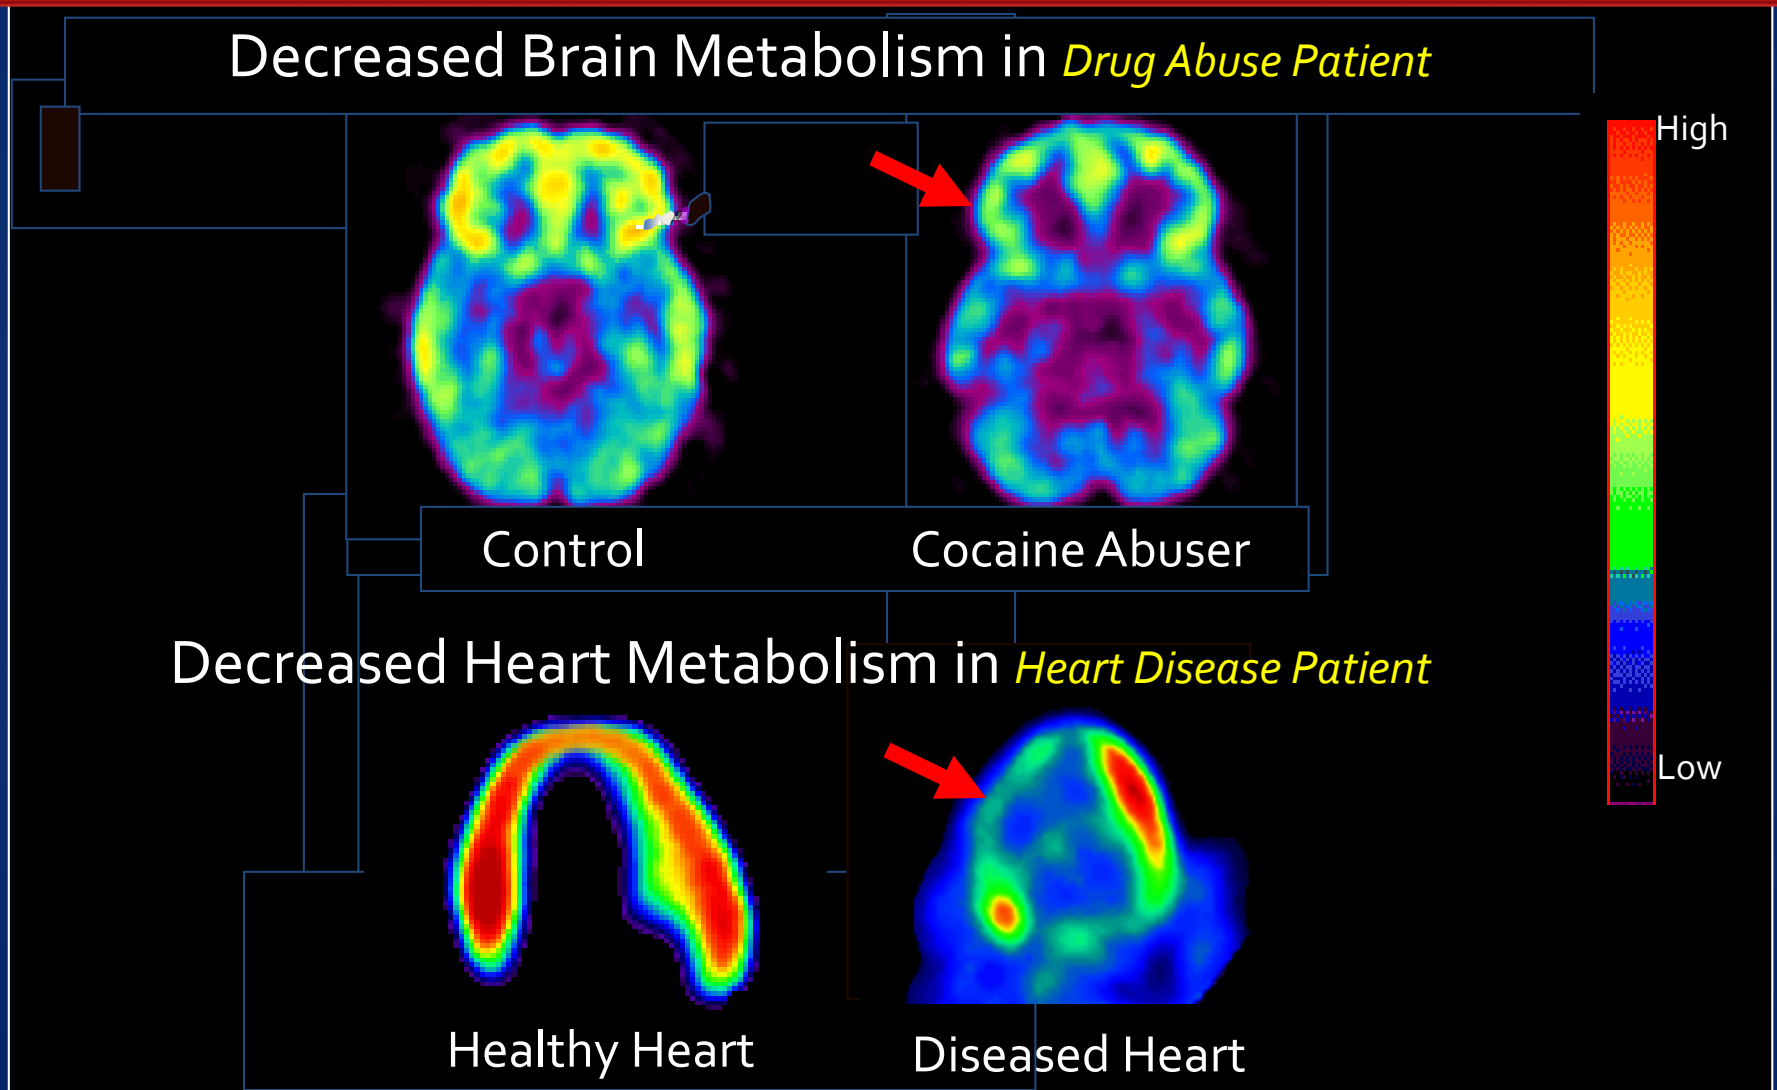 Decreased Brain Metabolism in Drug Abuse Patient
High
Control
Cocaine Abuser
Decreased Heart Metabolism in Heart Disease Patient
Low
Healthy Heart
Diseased Heart